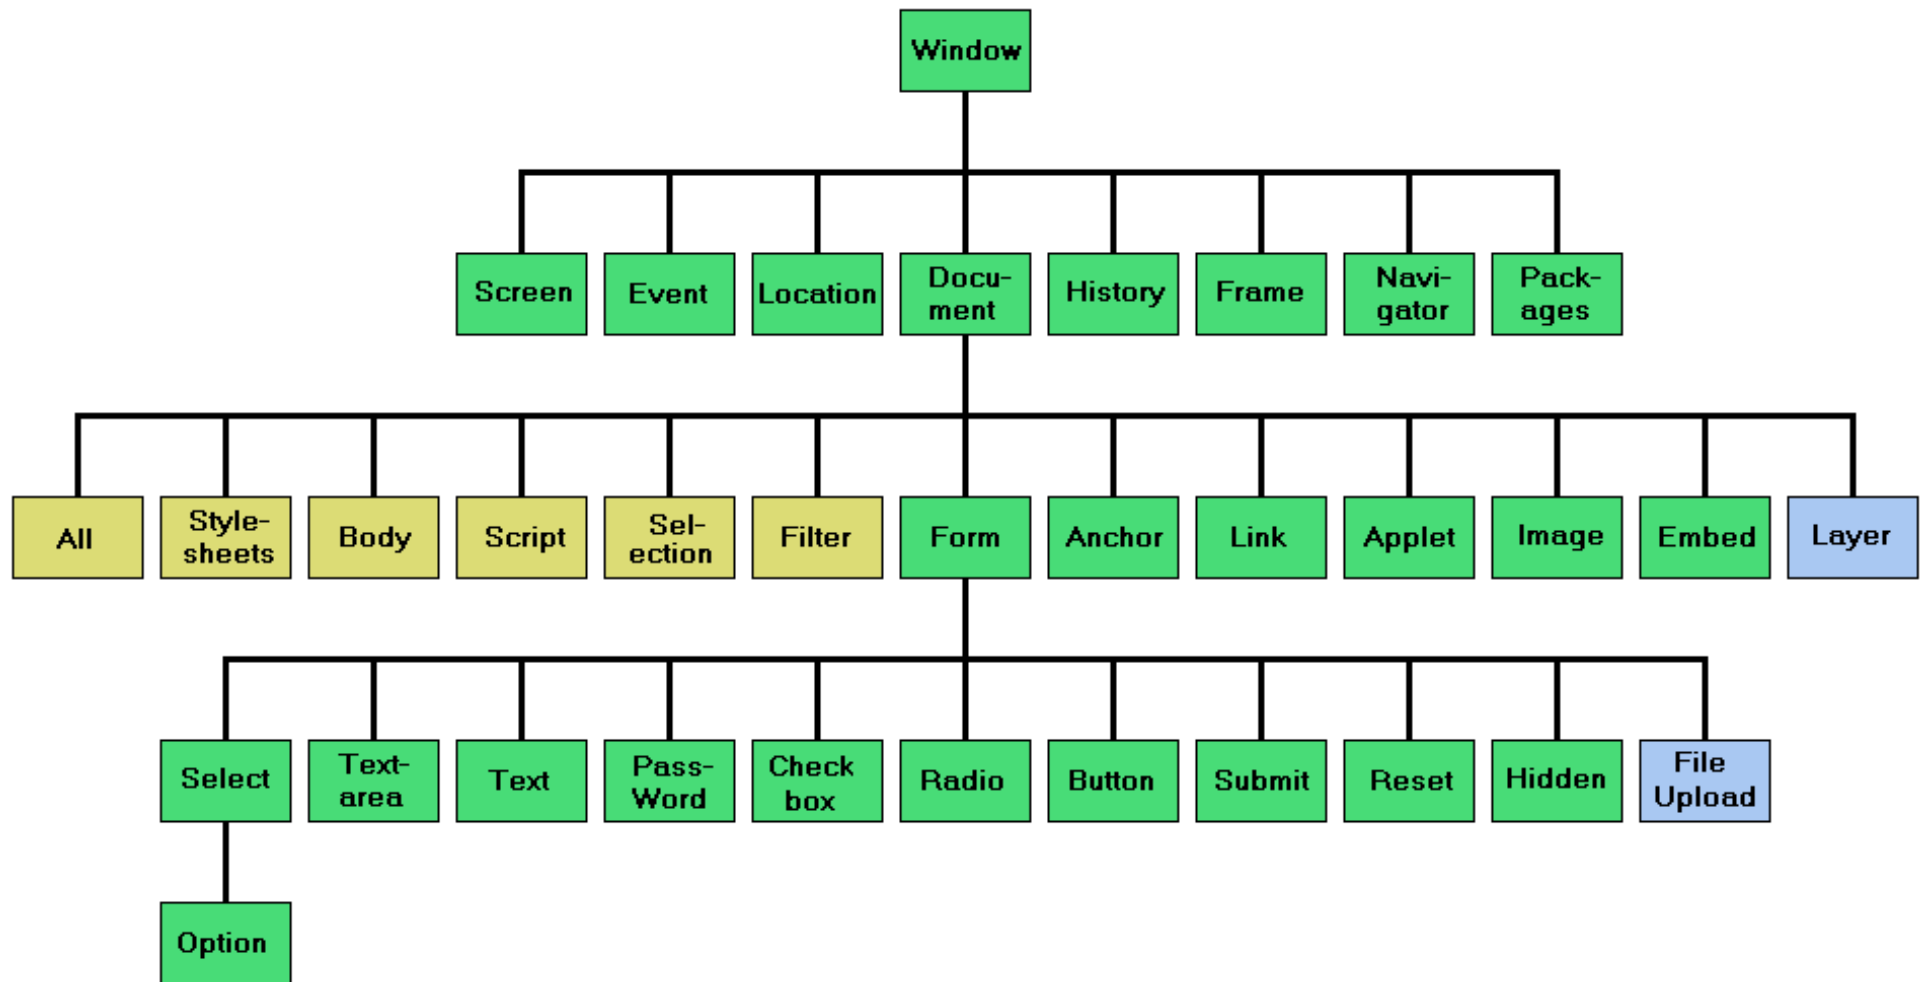 Window
Screen
Event
Location
Docu-
ment
History
Frame
Navi-
gator
Pack-
ages
All
Style-
sheets
Body
Script
Sel-
ection
Filter
Form
Anchor
Link
Applet
Image
Embed
Layer
Select
Text-
area
Text
Pass-
Word
Check
box
Radio
Button
Submit
Reset
Hidden
File
Upload
Option